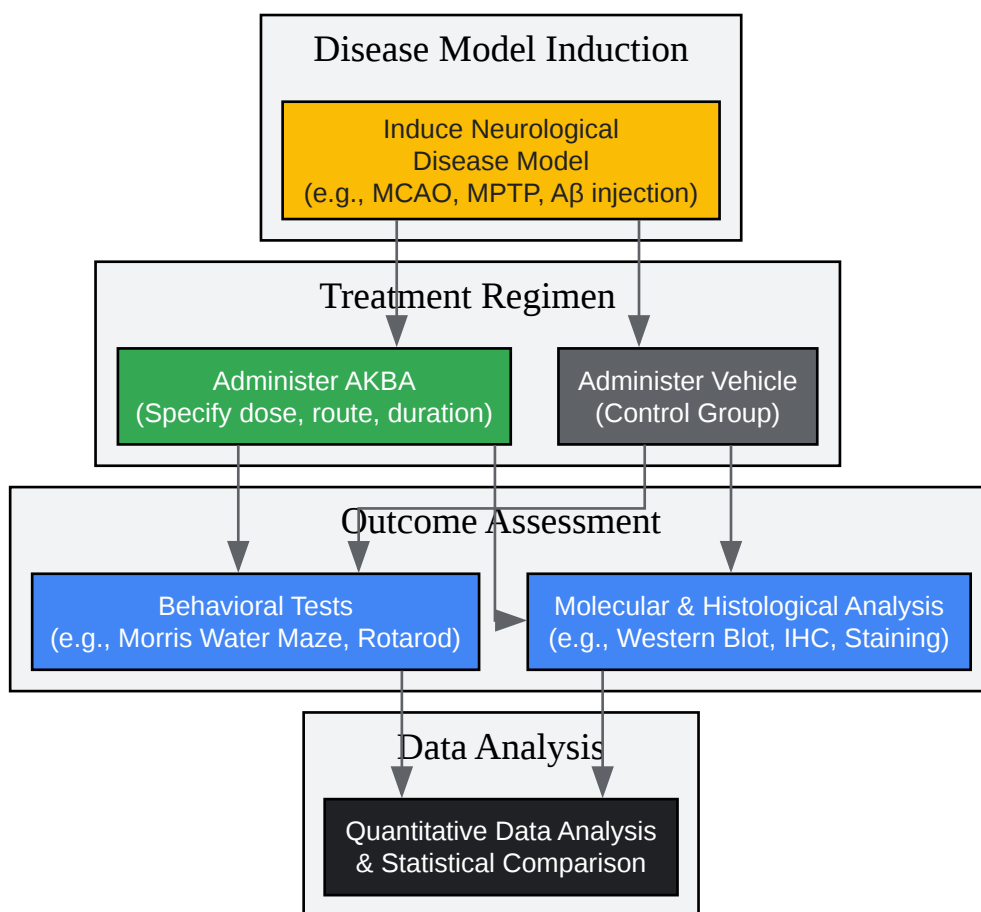 Disease Model Induction
Induce Neurological
Disease Model
(e.g., MCAO, MPTP, Aβ injection)
Treatment Regimen
Administer AKBA
(Specify dose, route, duration)
Administer Vehicle
(Control Group)
Outcome Assessment
Behavioral Tests
(e.g., Morris Water Maze, Rotarod)
Molecular & Histological Analysis
(e.g., Western Blot, IHC, Staining)
Data Analysis
Quantitative Data Analysis
& Statistical Comparison